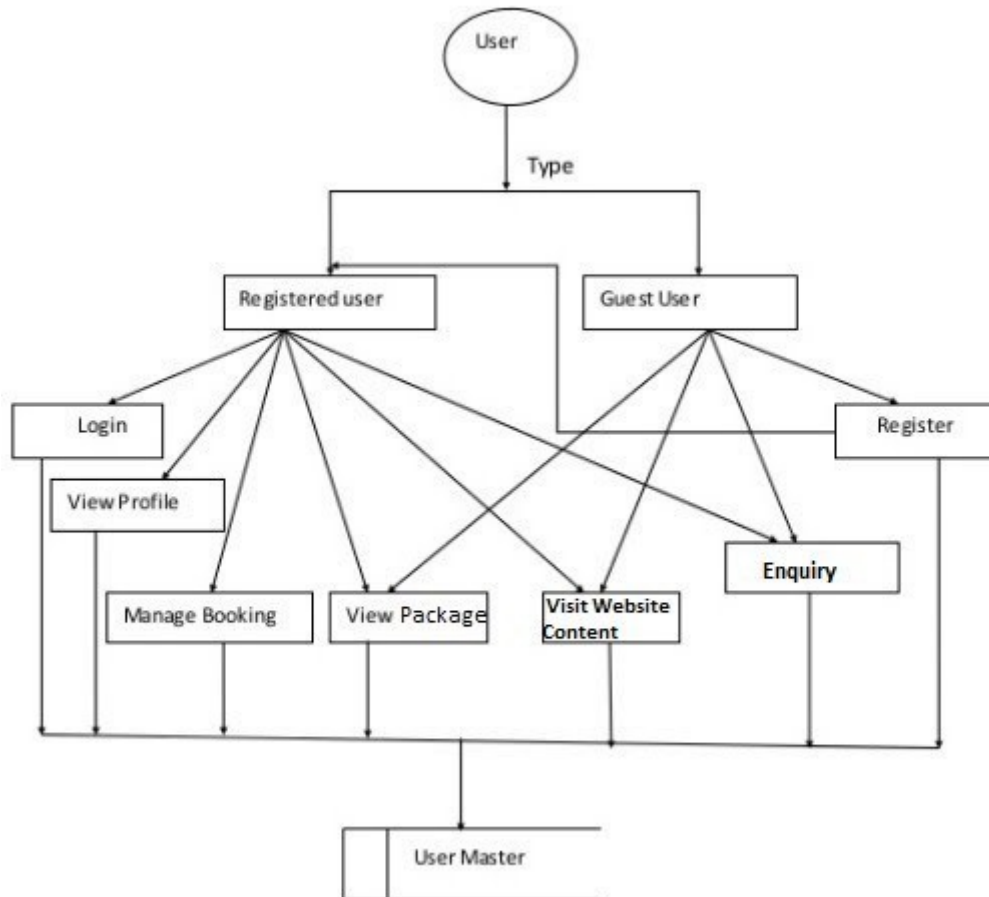 User
Type
Registered user
Guest User
Login
Register
View Profile
Enquiry
Manage Booking
View Package
Visit Website
Content
User Master